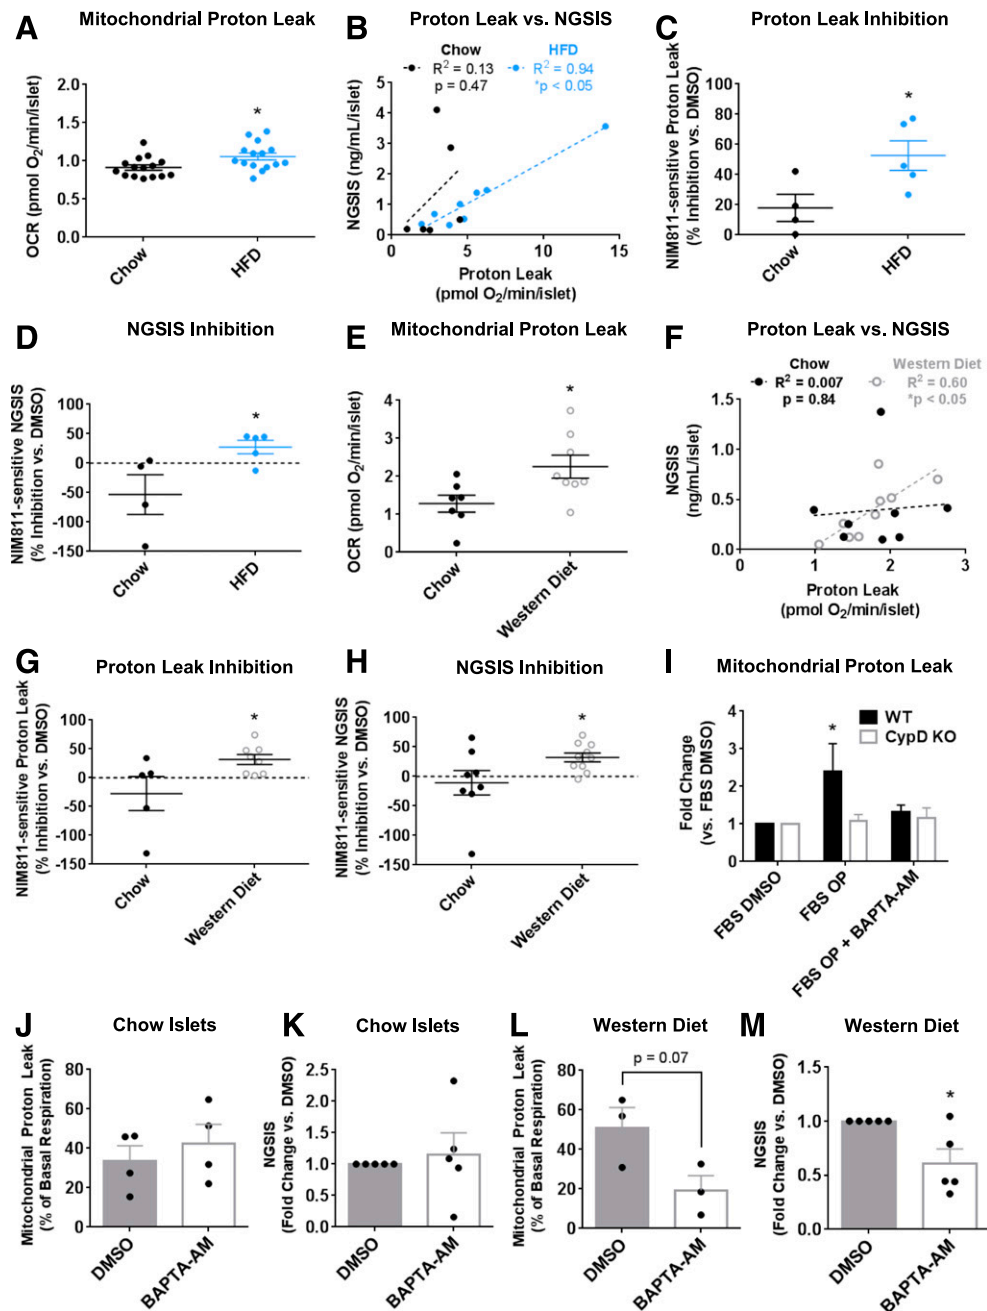 A Mitochondrial Proton Leak
OCR (pmol O2/min/islet)
2.0
1.5
1.0
0.5
0.0
*
Chow
HFD
B Proton Leak vs. NGSIS
Chow
R2 = 0.13
p = 0.47
HFD
R2 = 0.94
*p < 0.05
NGSIS (ng/mL/islet)
5
4
3
2
1
0
0 5 10 15
Proton Leak
(pmol O2/min/islet)
C Proton Leak Inhibition
NIM811-sensitive Proton Leak
(% Inhibition vs. DMSO)
100
80
60
40
20
0
*
Chow
HFD
D NGSIS Inhibition
NIM811-sensitive NGSIS
(% Inhibition vs. DMSO)
100
50
0
-50
-100
-150
*
Chow
HFD
E Mitochondrial Proton Leak
OCR (pmol O2/min/islet)
4
3
2
1
0
*
Chow
Western Diet
F Proton Leak vs. NGSIS
Chow
R2 = 0.007
p = 0.84
Western Diet
R2 = 0.60
*p < 0.05
NGSIS
(ng/mL/islet)
1.5
1.0
0.5
0.0
0 1 2 3
Proton Leak
(pmol O2/min/islet)
G Proton Leak Inhibition
NIM811-sensitive Proton Leak
(% Inhibition vs. DMSO)
100
50
0
-50
-100
-150
*
Chow
Western Diet
H NGSIS Inhibition
NIM811-sensitive NGSIS
(% Inhibition vs. DMSO)
100
50
0
-50
-100
-150
*
Chow
Western Diet
I Mitochondrial Proton Leak
WT
CypD KO
Fold Change
(vs. FBS DMSO)
4
3
2
1
0
*
FBS DMSO
FBS OP
FBS OP + BAPTA-AM
J Chow Islets
Mitochondrial Proton Leak
(% of Basal Respiration)
80
60
40
20
0
DMSO
BAPTA-AM
K Chow Islets
NGSIS
(Fold Change vs. DMSO)
2.5
2.0
1.5
1.0
0.5
0.0
DMSO
BAPTA-AM
L Western Diet
p = 0.07
Mitochondrial Proton Leak
(% of Basal Respiration)
80
60
40
20
0
DMSO
BAPTA-AM
M Western Diet
NGSIS
(Fold Change vs. DMSO)
1.5
1.0
0.5
0.0
*
DMSO
BAPTA-AM